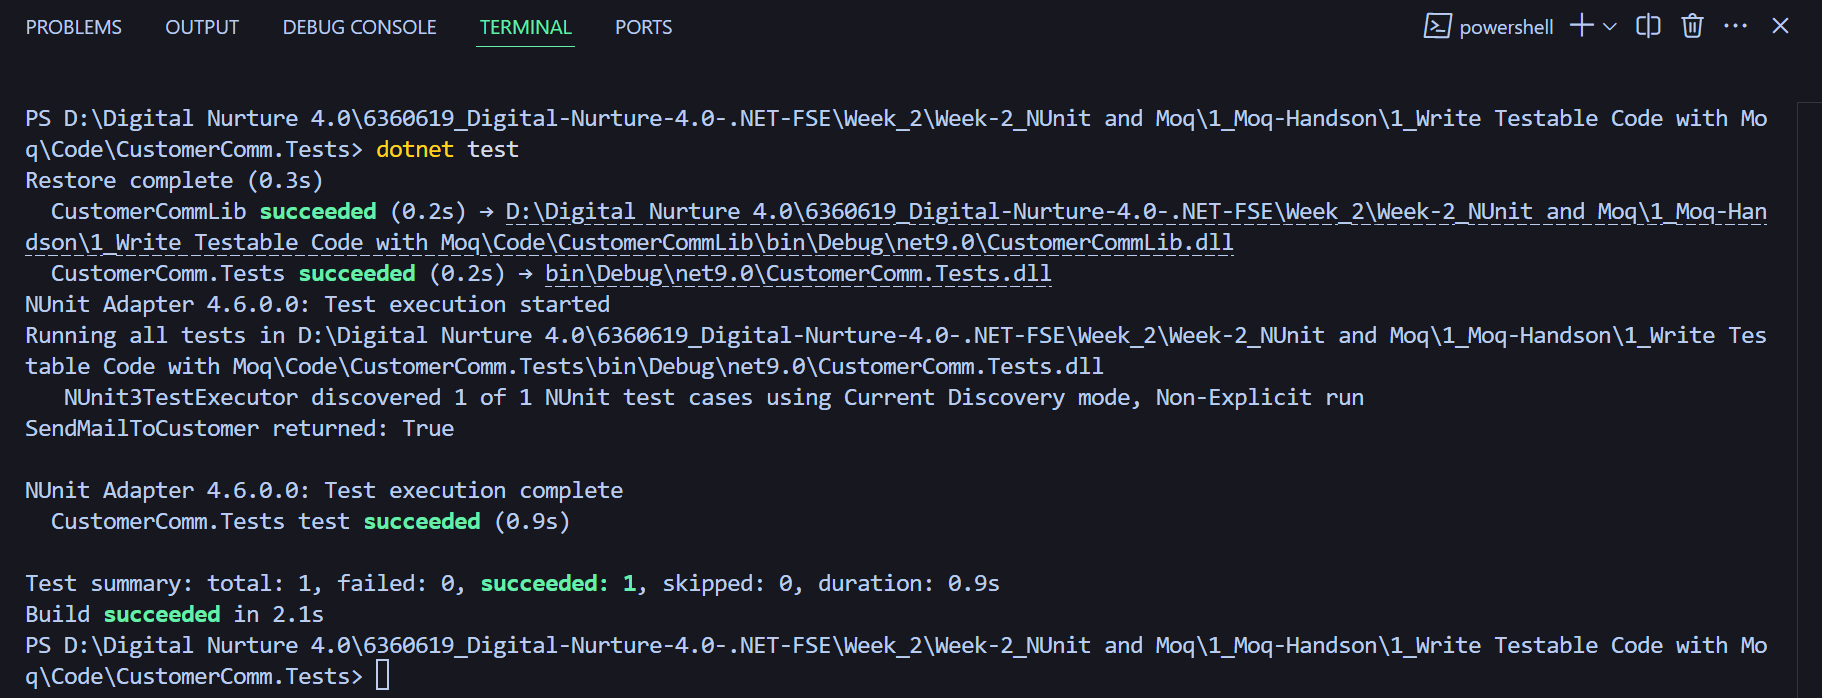 PROBLEMS OUTPUT DEBUG CONSOLE TERMINAL PORTS powershell
PS D:\Digital Nurture 4.0\6360619_Digital-Nurture-4.0-.NET-FSE\Week_2\Week-2_NUnit and Moq\1_Moq-Handson\1_Write Testable Code with Mo
q\Code\CustomerComm.Tests> dotnet test
Restore complete (0.3s)
  CustomerCommLib succeeded (0.2s) → D:\Digital Nurture 4.0\6360619_Digital-Nurture-4.0-.NET-FSE\Week_2\Week-2_NUnit and Moq\1_Moq-Han
dson\1_Write Testable Code with Moq\Code\CustomerCommLib\bin\Debug\net9.0\CustomerCommLib.dll
  CustomerComm.Tests succeeded (0.2s) → bin\Debug\net9.0\CustomerComm.Tests.dll
NUnit Adapter 4.6.0.0: Test execution started
Running all tests in D:\Digital Nurture 4.0\6360619_Digital-Nurture-4.0-.NET-FSE\Week_2\Week-2_NUnit and Moq\1_Moq-Handson\1_Write Tes
table Code with Moq\Code\CustomerComm.Tests\bin\Debug\net9.0\CustomerComm.Tests.dll
   NUnit3TestExecutor discovered 1 of 1 NUnit test cases using Current Discovery mode, Non-Explicit run
SendMailToCustomer returned: True
NUnit Adapter 4.6.0.0: Test execution complete
  CustomerComm.Tests test succeeded (0.9s)
Test summary: total: 1, failed: 0, succeeded: 1, skipped: 0, duration: 0.9s
Build succeeded in 2.1s
PS D:\Digital Nurture 4.0\6360619_Digital-Nurture-4.0-.NET-FSE\Week_2\Week-2_NUnit and Moq\1_Moq-Handson\1_Write Testable Code with Mo
q\Code\CustomerComm.Tests>